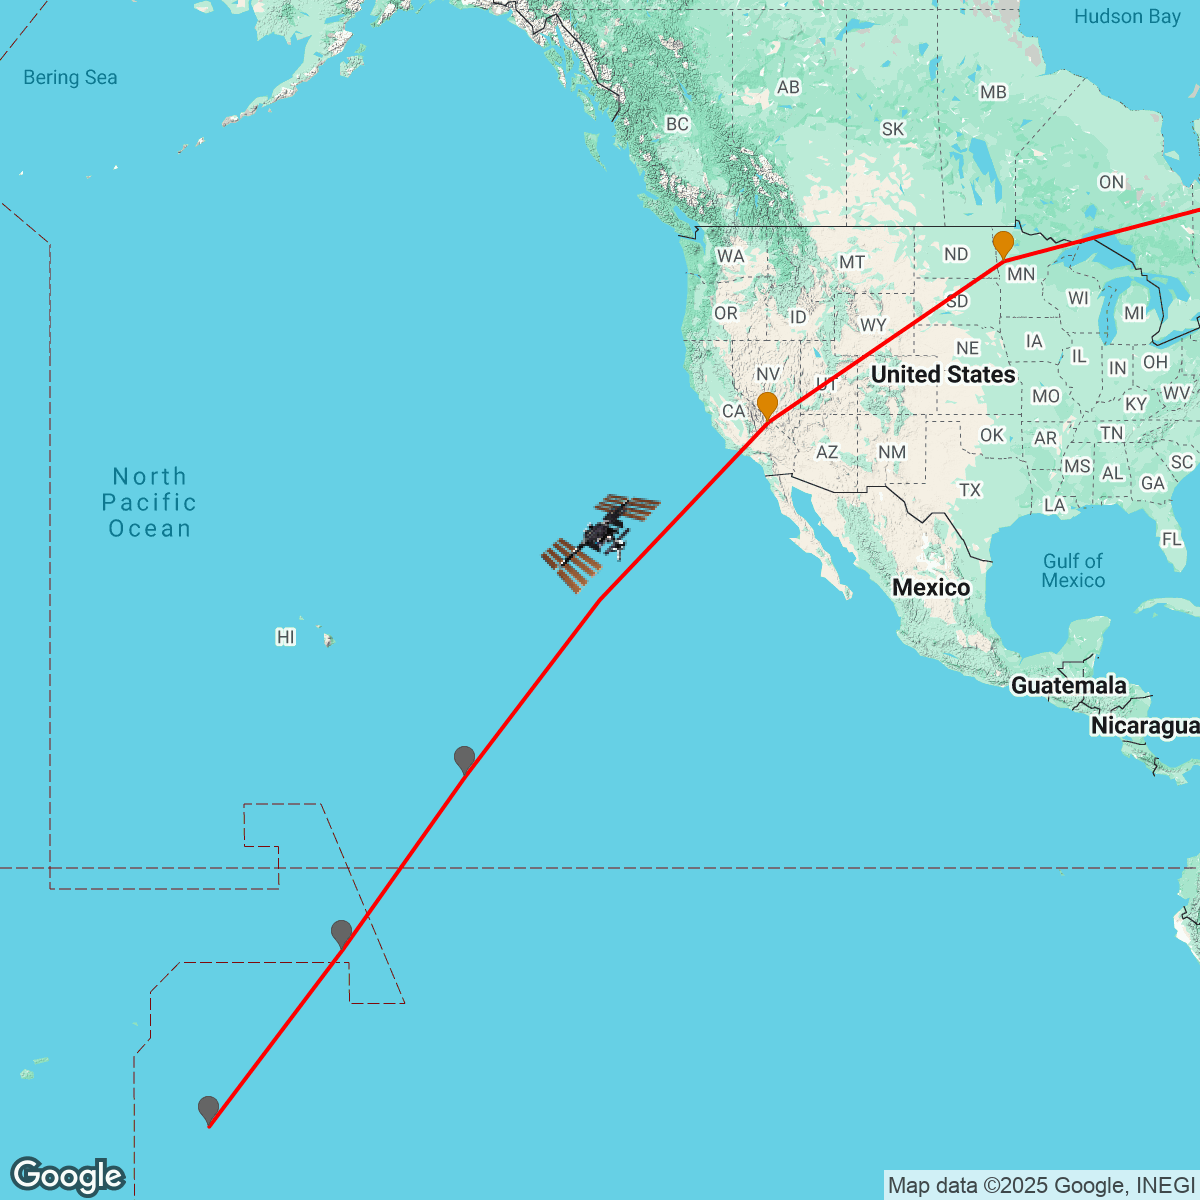 Hudson Bay
Bering Sea
AB
MB
BC
SK
ON
WA
MT
ND
MN
OR
ID
SD
WI
MI
WY
NE
IA
IL
IN
OH
NV
UT
United States
MO
KY
WV
CA
AZ
NM
OK
AR
TN
MS
AL
SC
GA
TX
LA
FL
North
Pacific
Ocean
Gulf of
Mexico
Mexico
HI
Guatemala
Nicaragua
Google
Map data ©2025 Google, INEGI